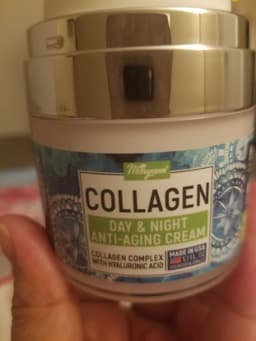 COLLAGEN
DAY & NIGHT
ANTI-AGING CREAM
COLLAGEN COMPLEX
WITH HYALURONIC ACID
MADE IN USA